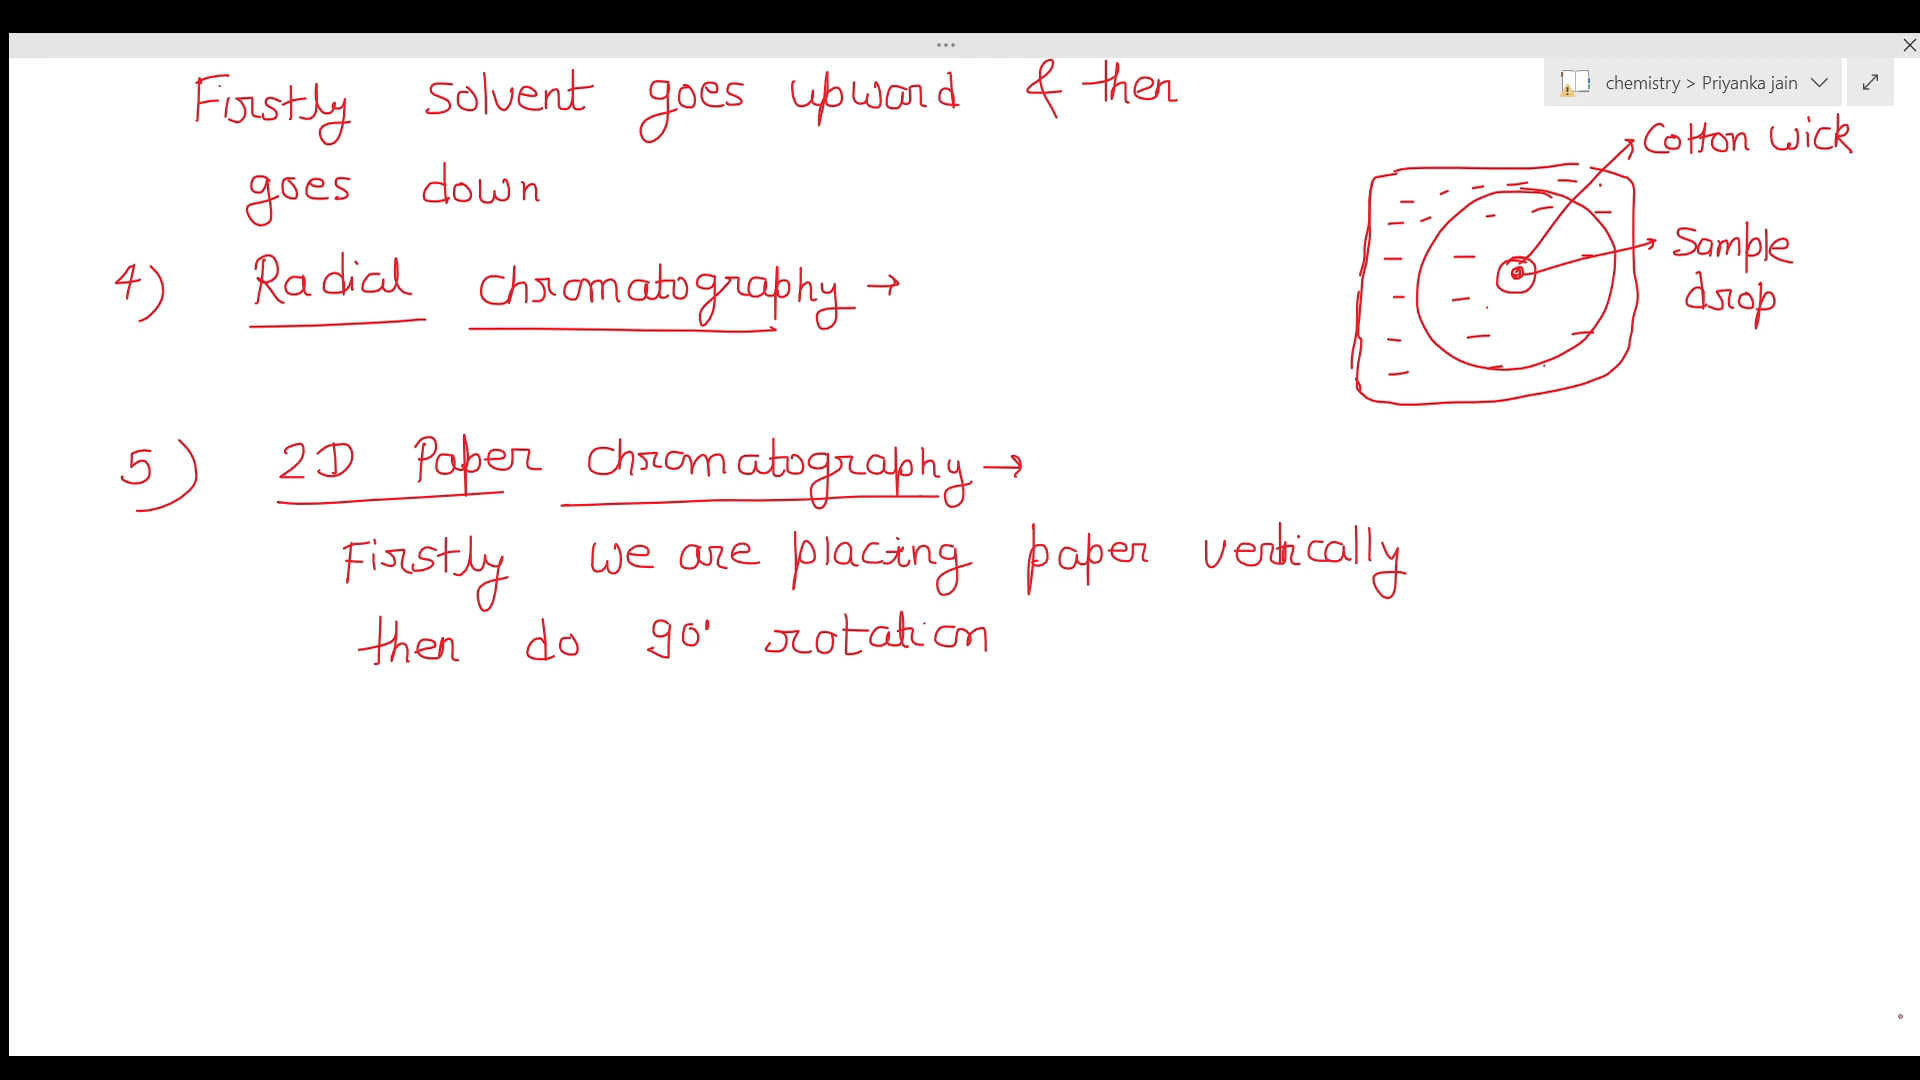 Firstly solvent goes upward & then
goes down
chemistry > Priyanka jain
Cotton wick
Sample
drop
4) Radial chromatography →
5) 2D Paper chromatography →
Firstly we are placing paper vertically
then do 90° rotation